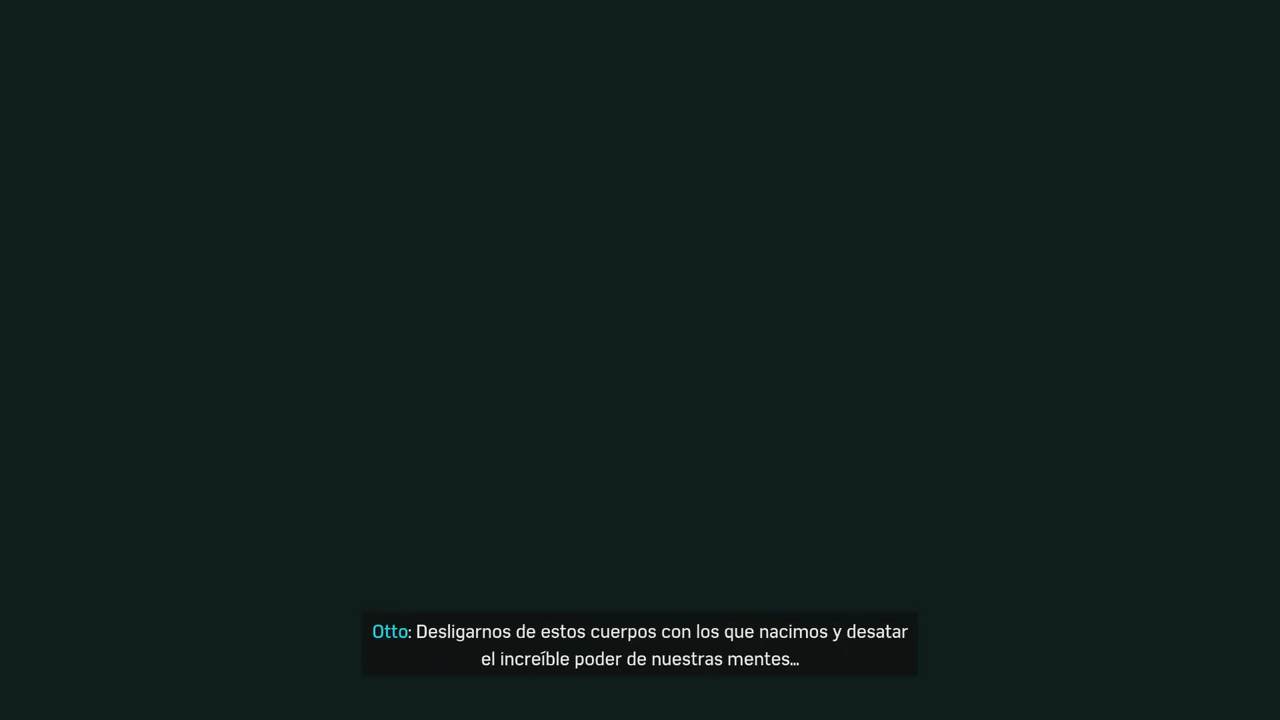 Otto: Desligarnos de estos cuerpos con los que nacimos y desatar
el increíble poder de nuestras mentes...